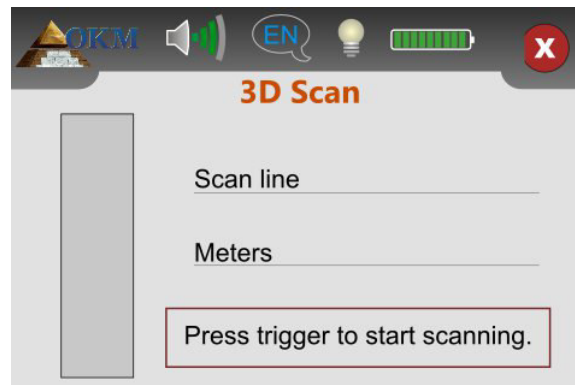 OKM
EN
X
3D Scan
Scan line
Meters
Press trigger to start scanning.